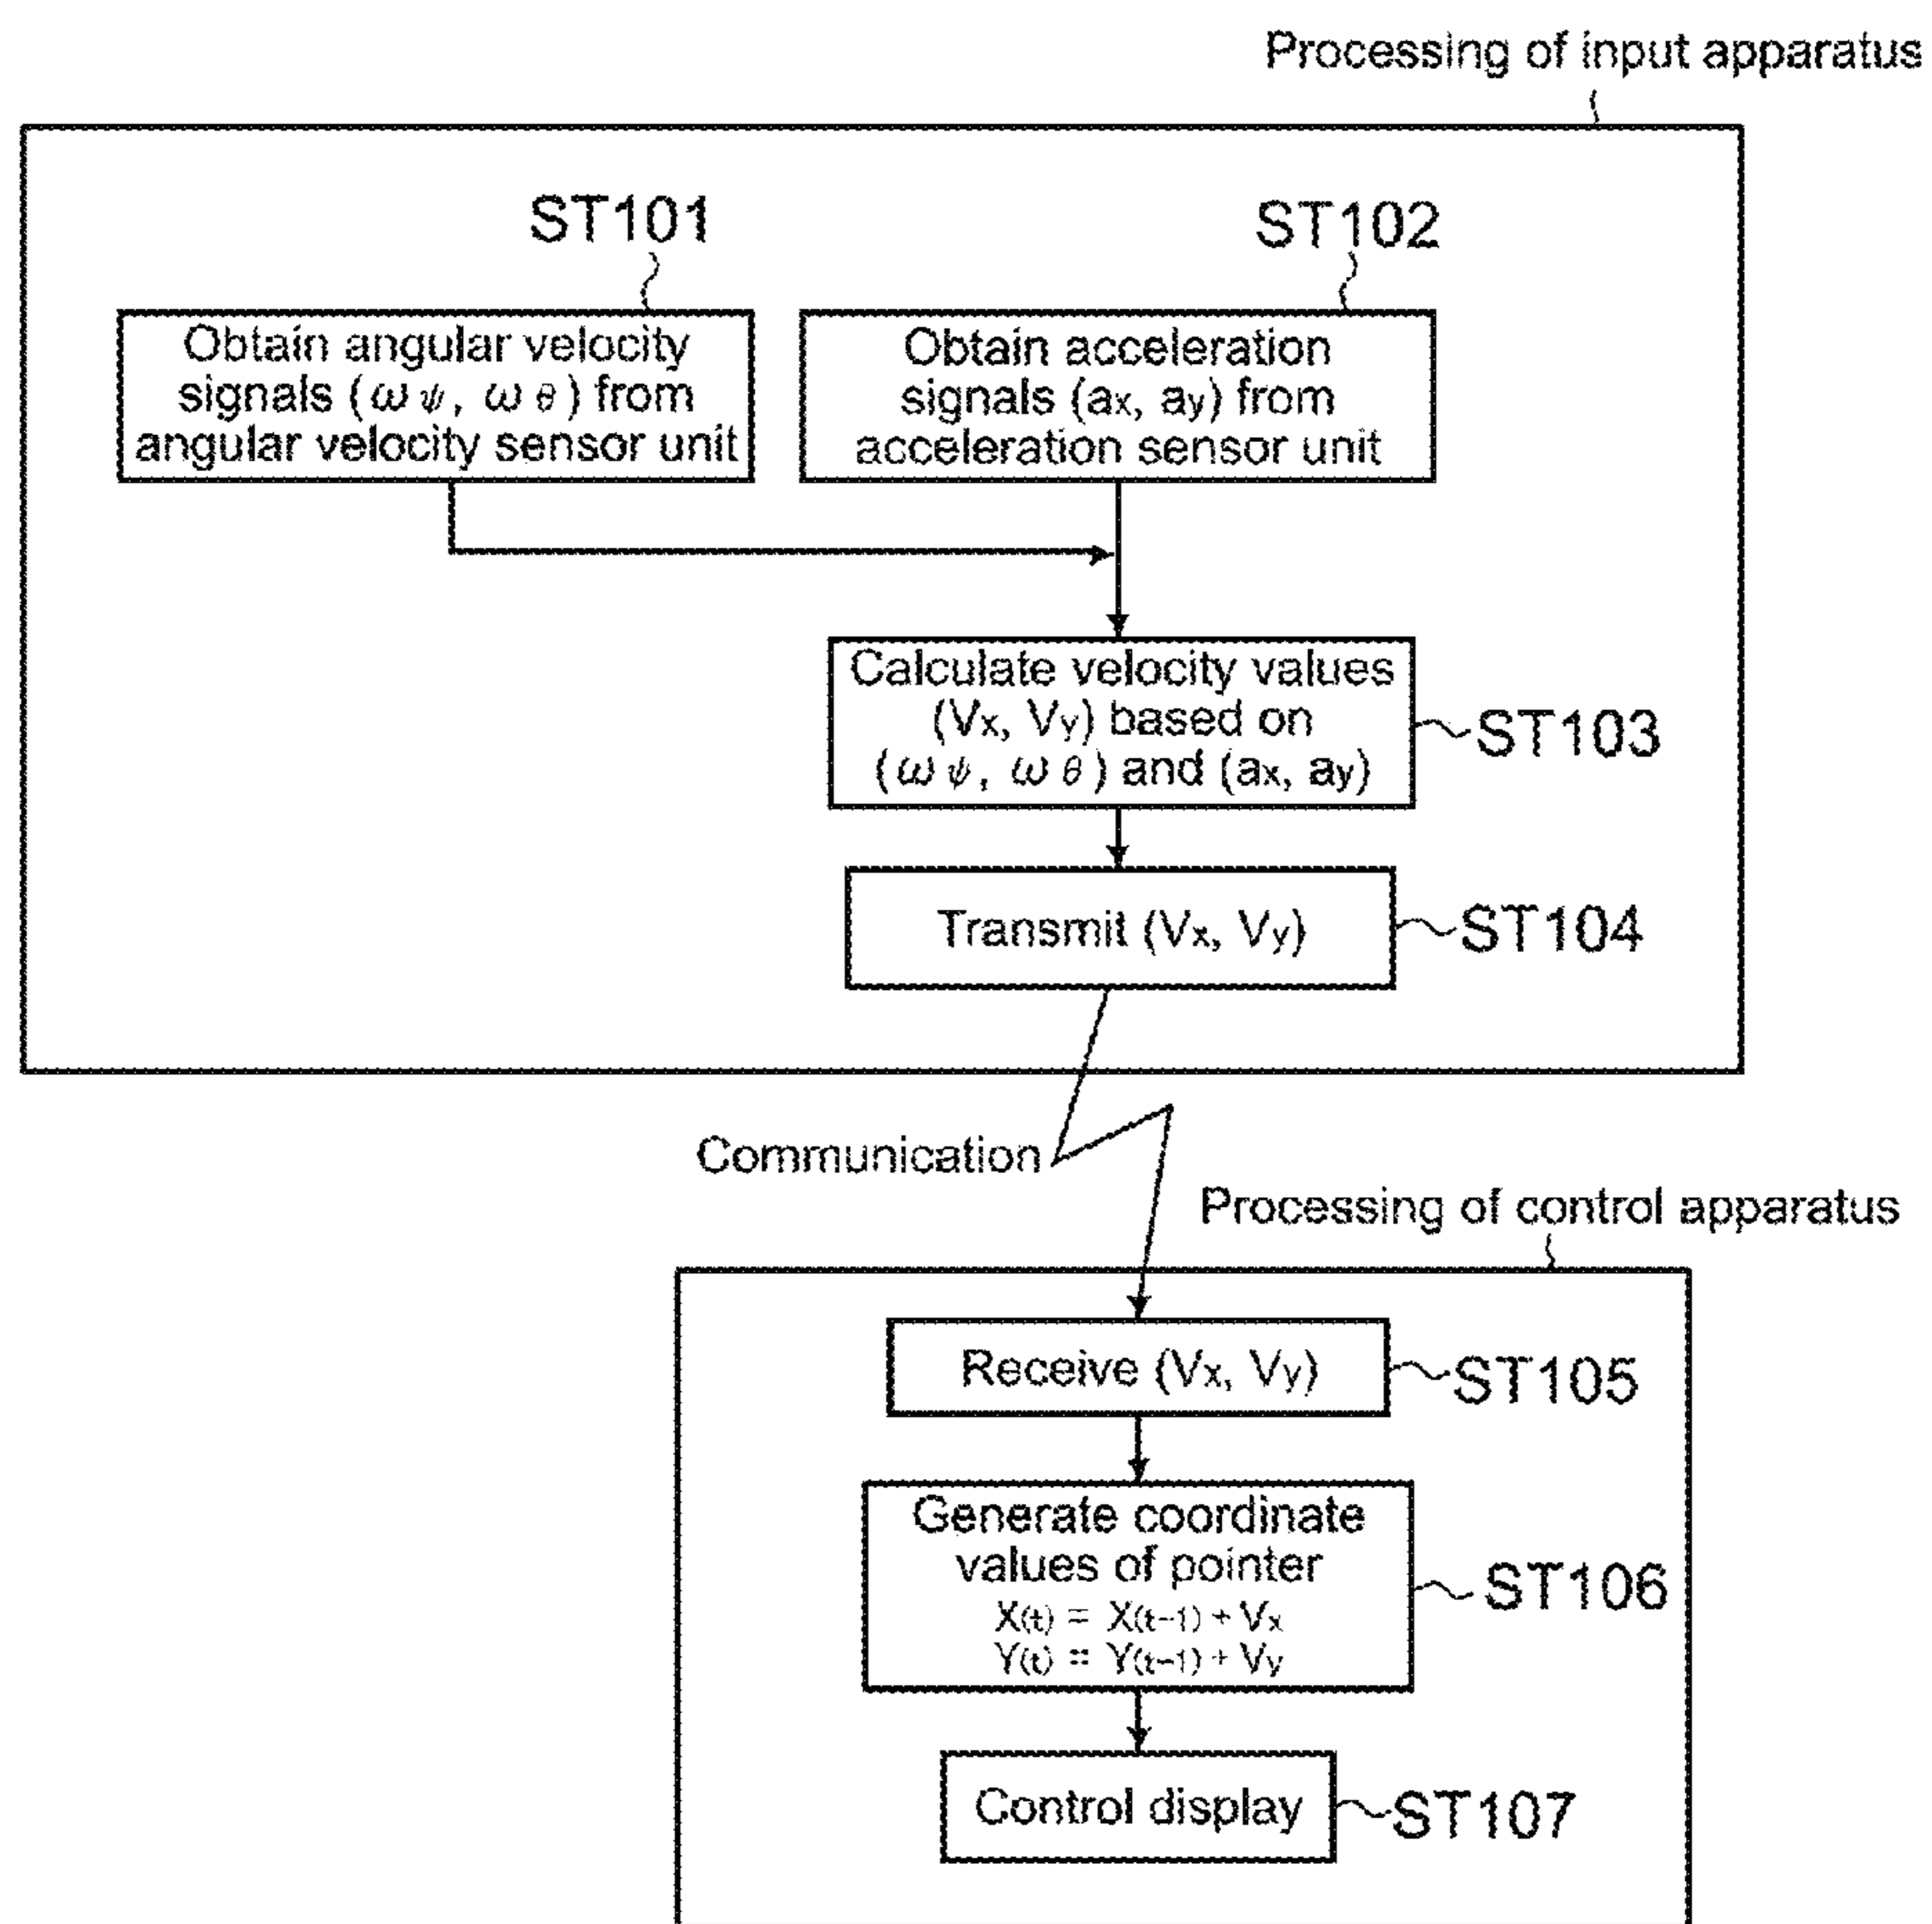 Processing of input apparatus
ST101
ST102
Obtain angular velocity
signals (ωψ, ωθ) from
angular velocity sensor unit
Obtain acceleration
signals (ax, ay) from
acceleration sensor unit
Calculate velocity values
(Vx, Vy) based on
(ωψ, ωθ) and (ax, ay)
ST103
Transmit (Vx, Vy)
ST104
Communication
Processing of control apparatus
Receive (Vx, Vy)
ST105
Generate coordinate
values of pointer
X(t) = X(t-1) + Vx
Y(t) = Y(t-1) + Vy
ST106
Control display
ST107